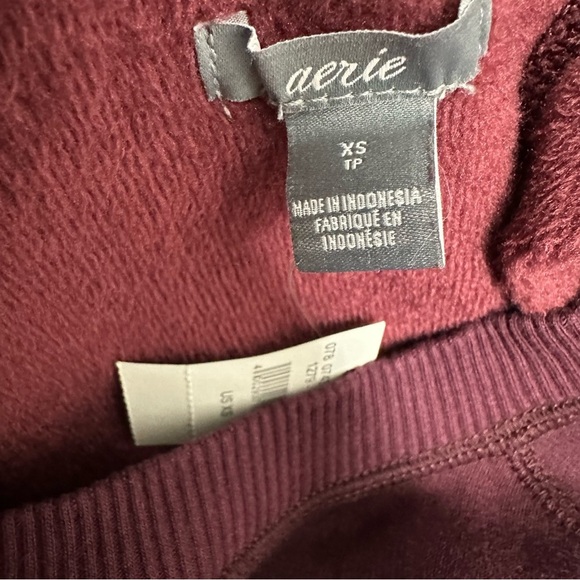 aerie
XS
TP
MADE IN INDONESIA
FABRIQUÉ EN
INDONÉSIE